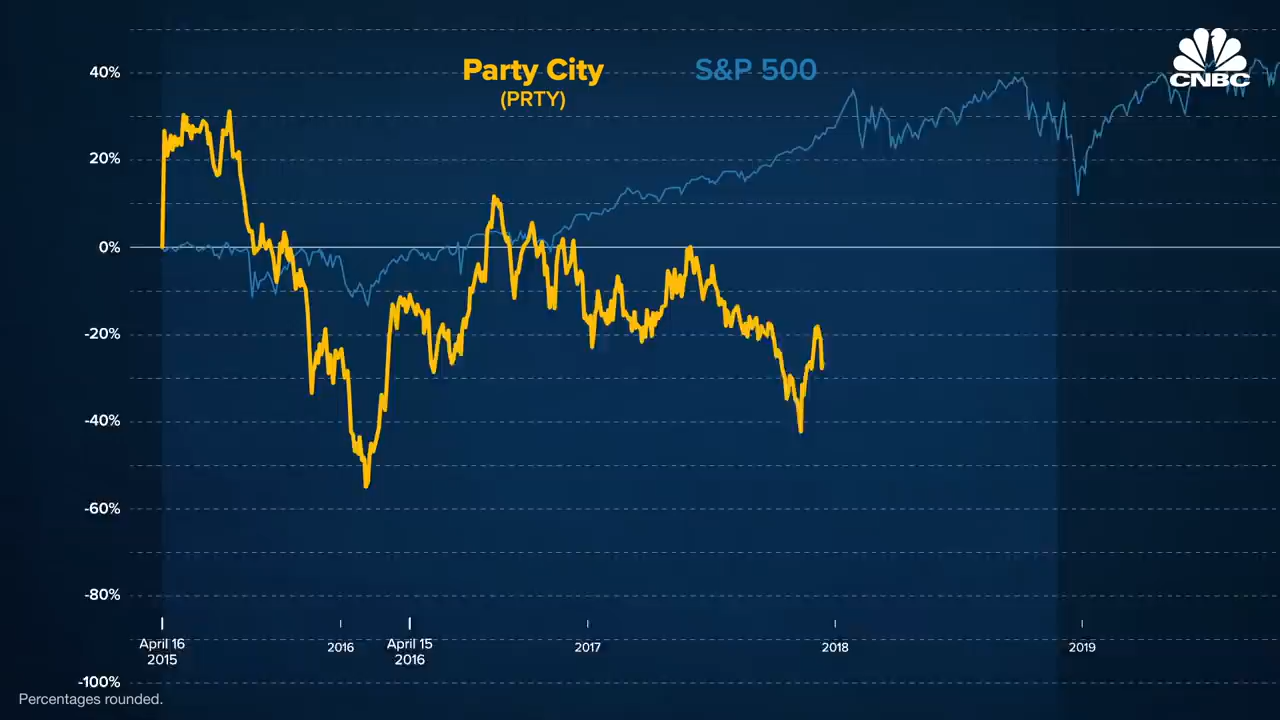 Party City
(PRTY)
S&P 500
CNBC
40%
20%
0%
-20%
-40%
-60%
-80%
-100%
April 16
2015
2016
April 15
2016
2017
2018
2019
Percentages rounded.